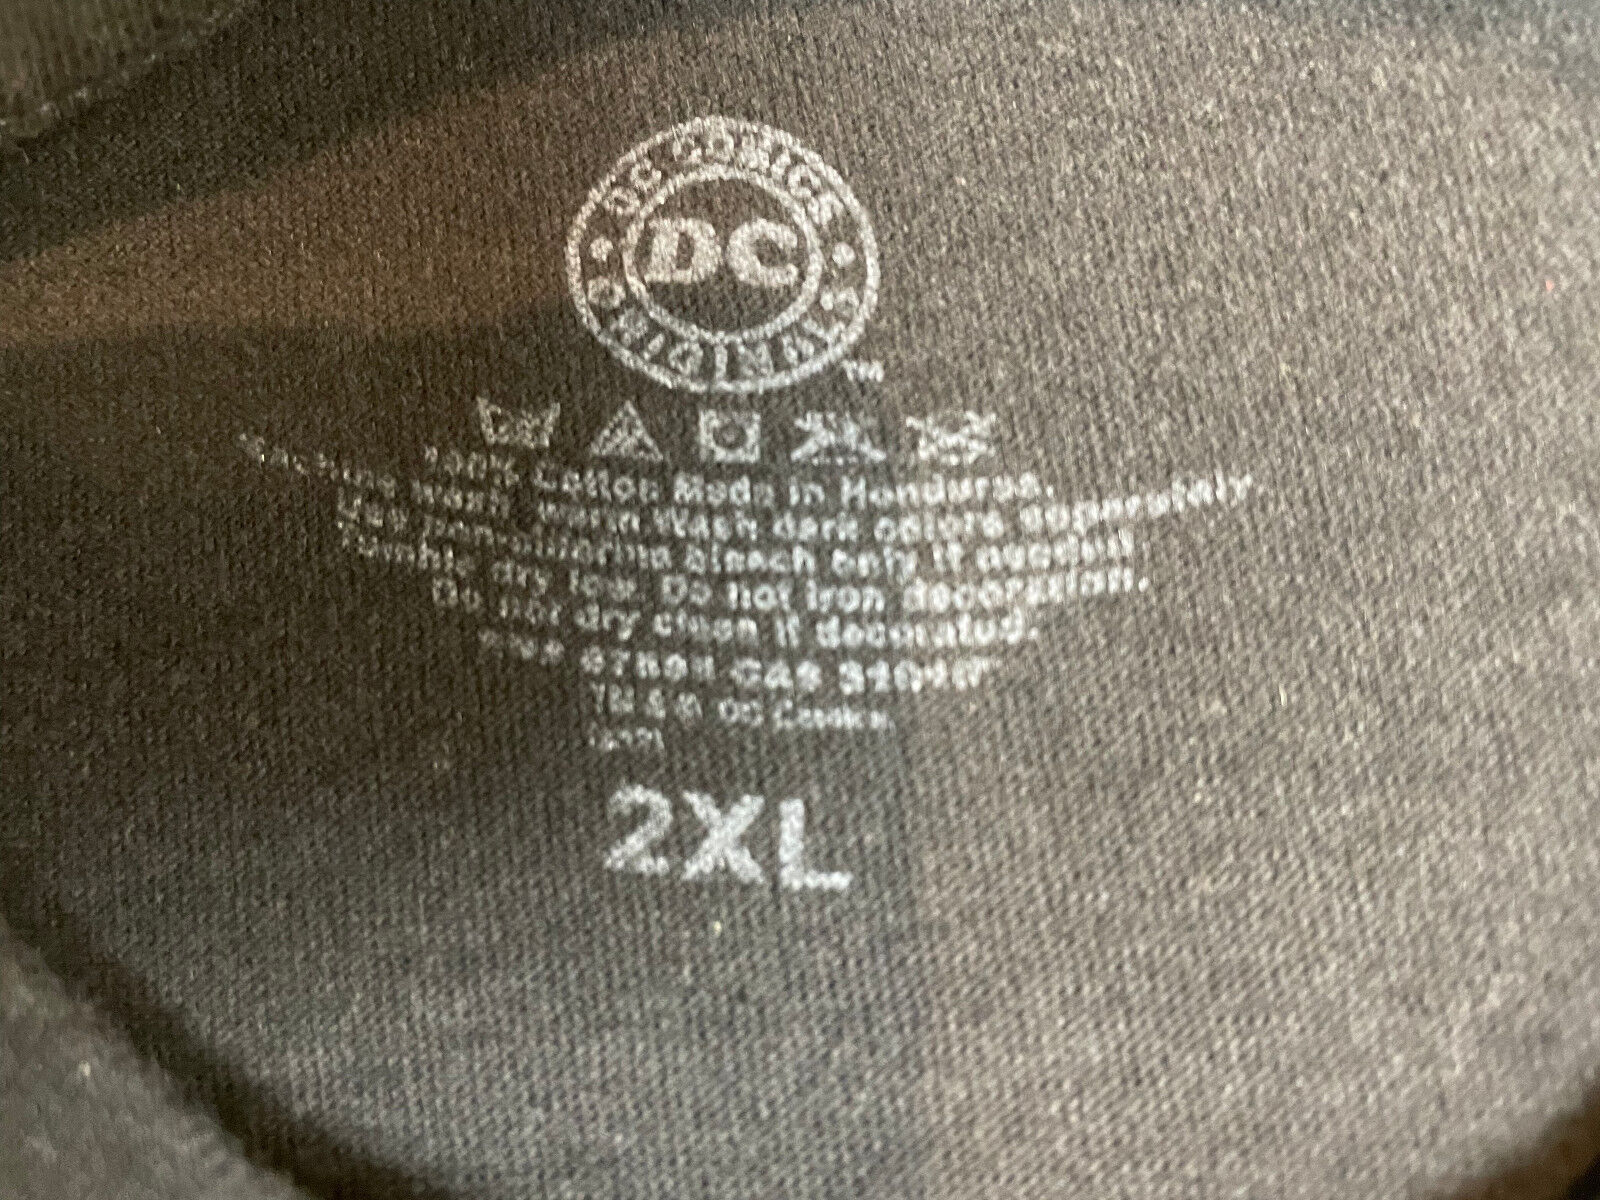 DC COMICS
DC
ORIGINALS
TM
100% Cotton Made in Honduras.
Machine Wash Warm Wash dark colors separately
Use non-chlorine bleach only if needed
Tumble dry low Do not iron decoration.
Do not dry clean if decorated.
DC Comics
2XL